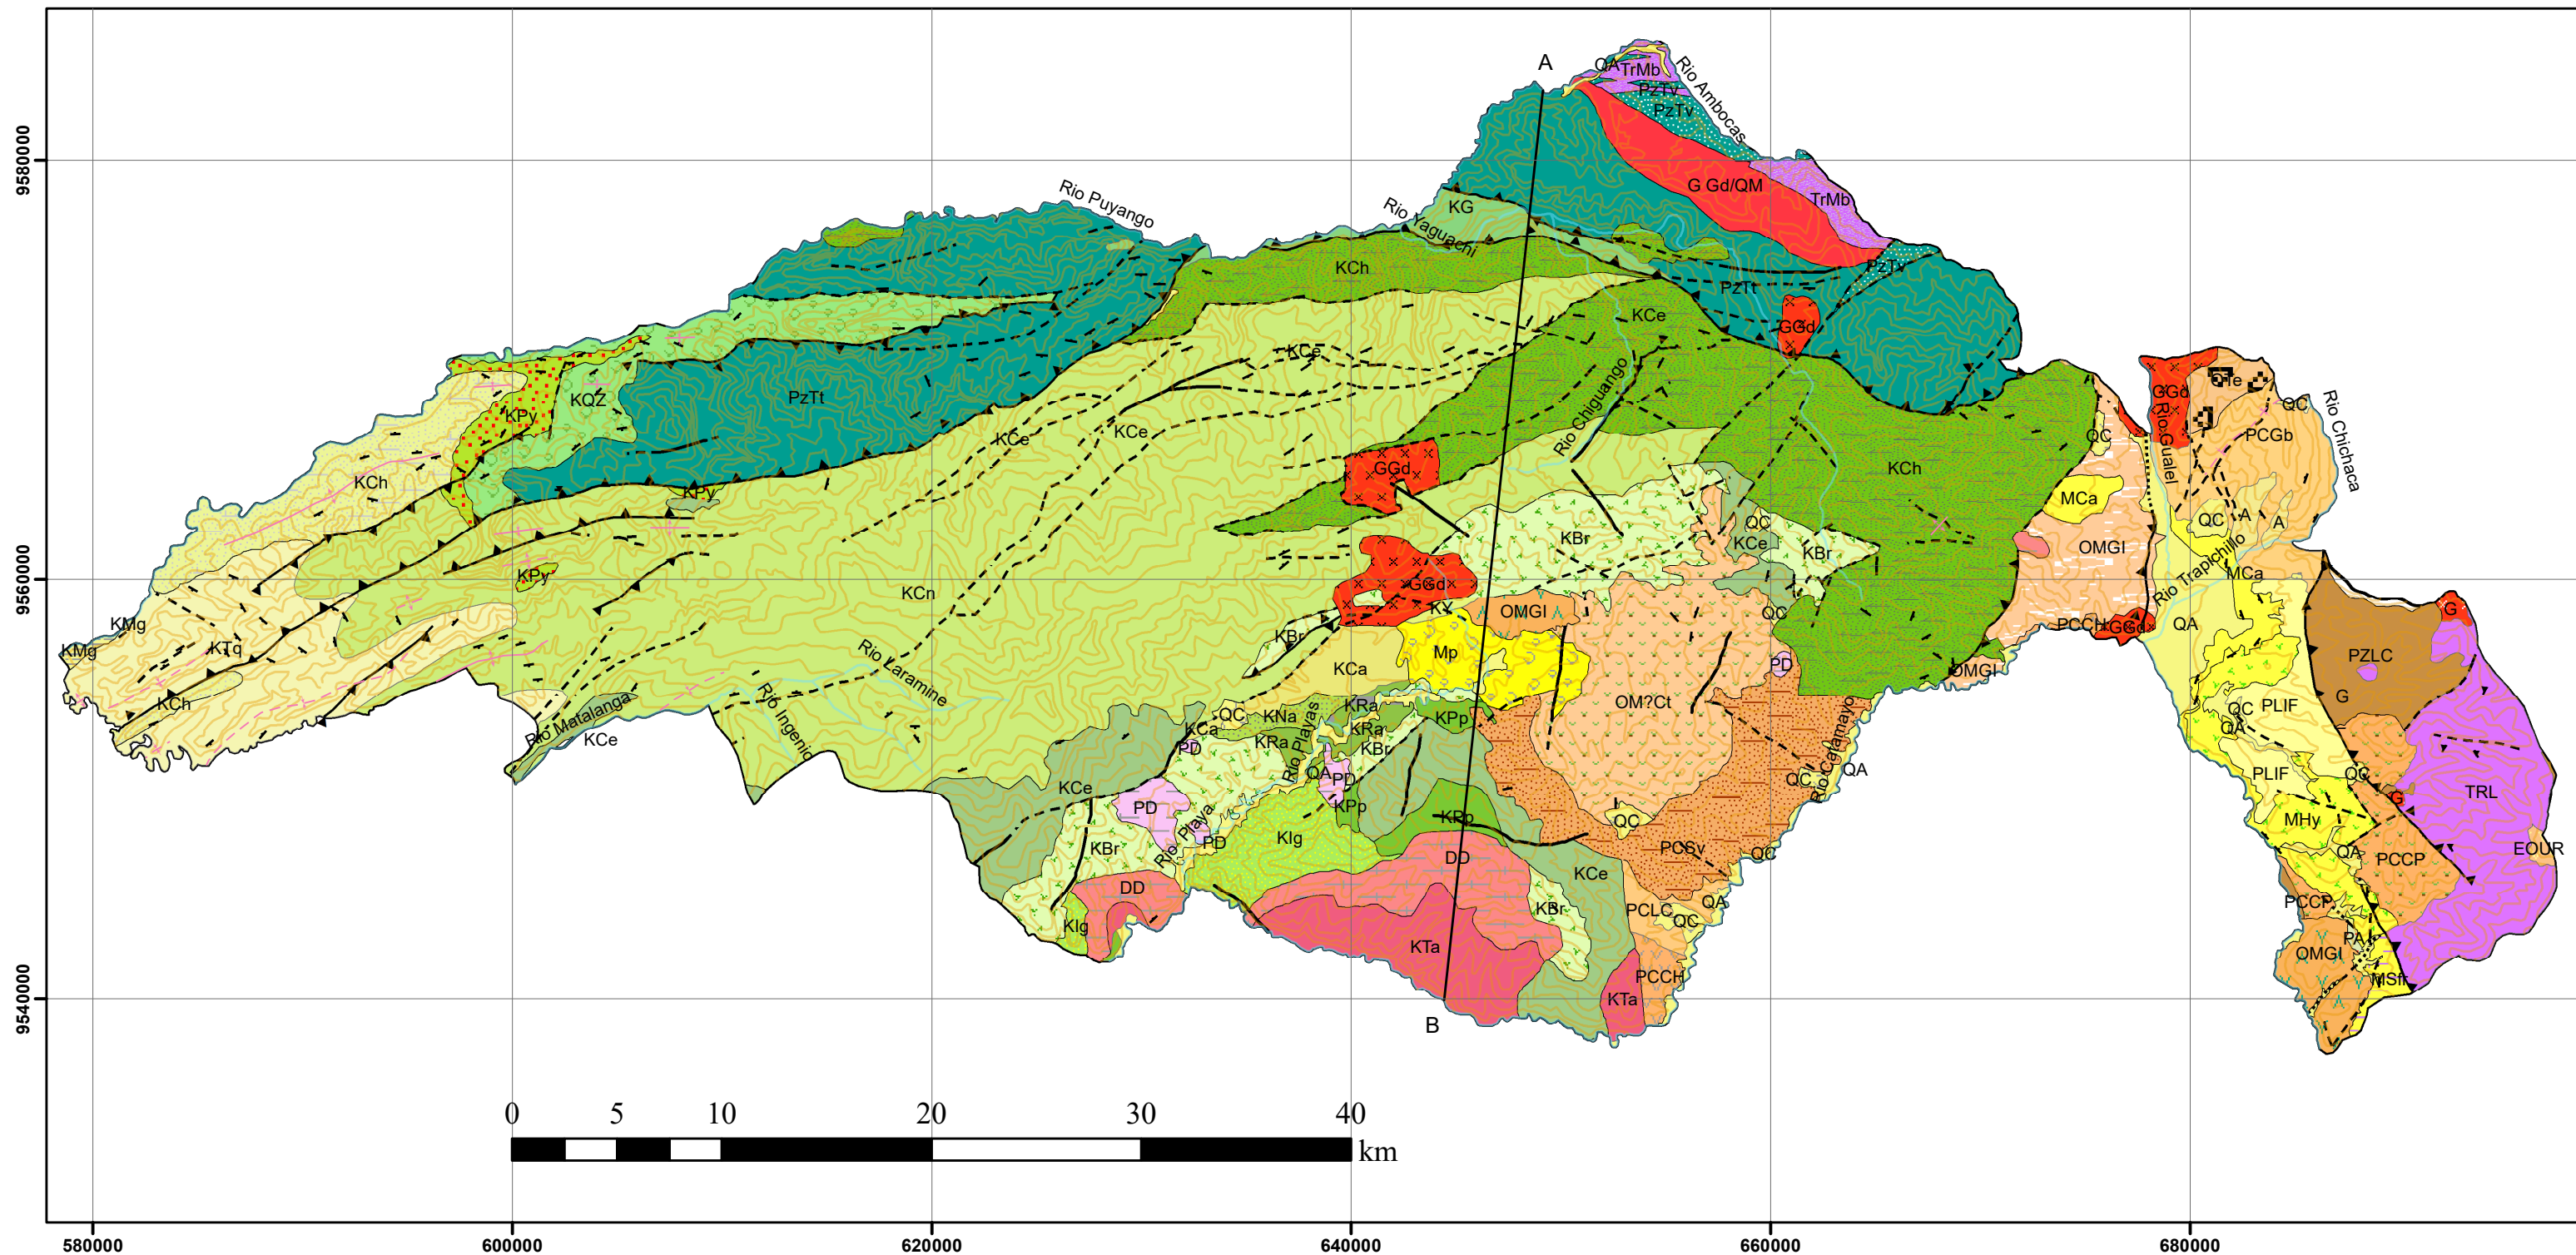 A
QA
TrMb
Rio Ambocas
PzTv
PzTv
9580000
Rio Puyango
G Gd/QM
TrMb
Rio Yaguachi
KG
KCh
PzTv
PzTt
KCe
GGd
KCe
PzTt
KQZ
KPy
GGd
Rio Guale
QC
PCGb
Rio Chichaca
KCe
KCe
Rio Chiguango
QC
KCh
GGd
KCh
KPy
MCa
QC
A
A
QC
KCe
KBr
KBr
OMGI
Rio Trapichillo
MCa
9560000
KPy
KCn
GGd
KY
OMGI
QC
PCCH
GGd
QA
G
KMg
KMg
KTq
KBr
Mp
KCa
PD
OMGI
PZLC
Rio Laramine
KCh
Rio Ingenio
Rio Matalanga
KCe
KCa
QC
KNa
KRa
KRa
KPp
OM?Ct
G
QC
PLIF
QA
PD
KRa
Rio Playas
KBr
Rio Catamayo
QA
QC
QA
PD
KPp
PLIF
QC
G
TRL
KCe
PD
Rio Playa
PD
KIg
KPp
QC
PCSv
QC
MHy
QA
PCCP
EOUR
KBr
DD
DD
KCe
KIg
KBr
PCLC
QC
QA
PCCP
KTa
PA
OMGI
MSfr
PCCH
KTa
9540000
B
0 5 10 20 30 40
km
580000 600000 620000 640000 660000 680000